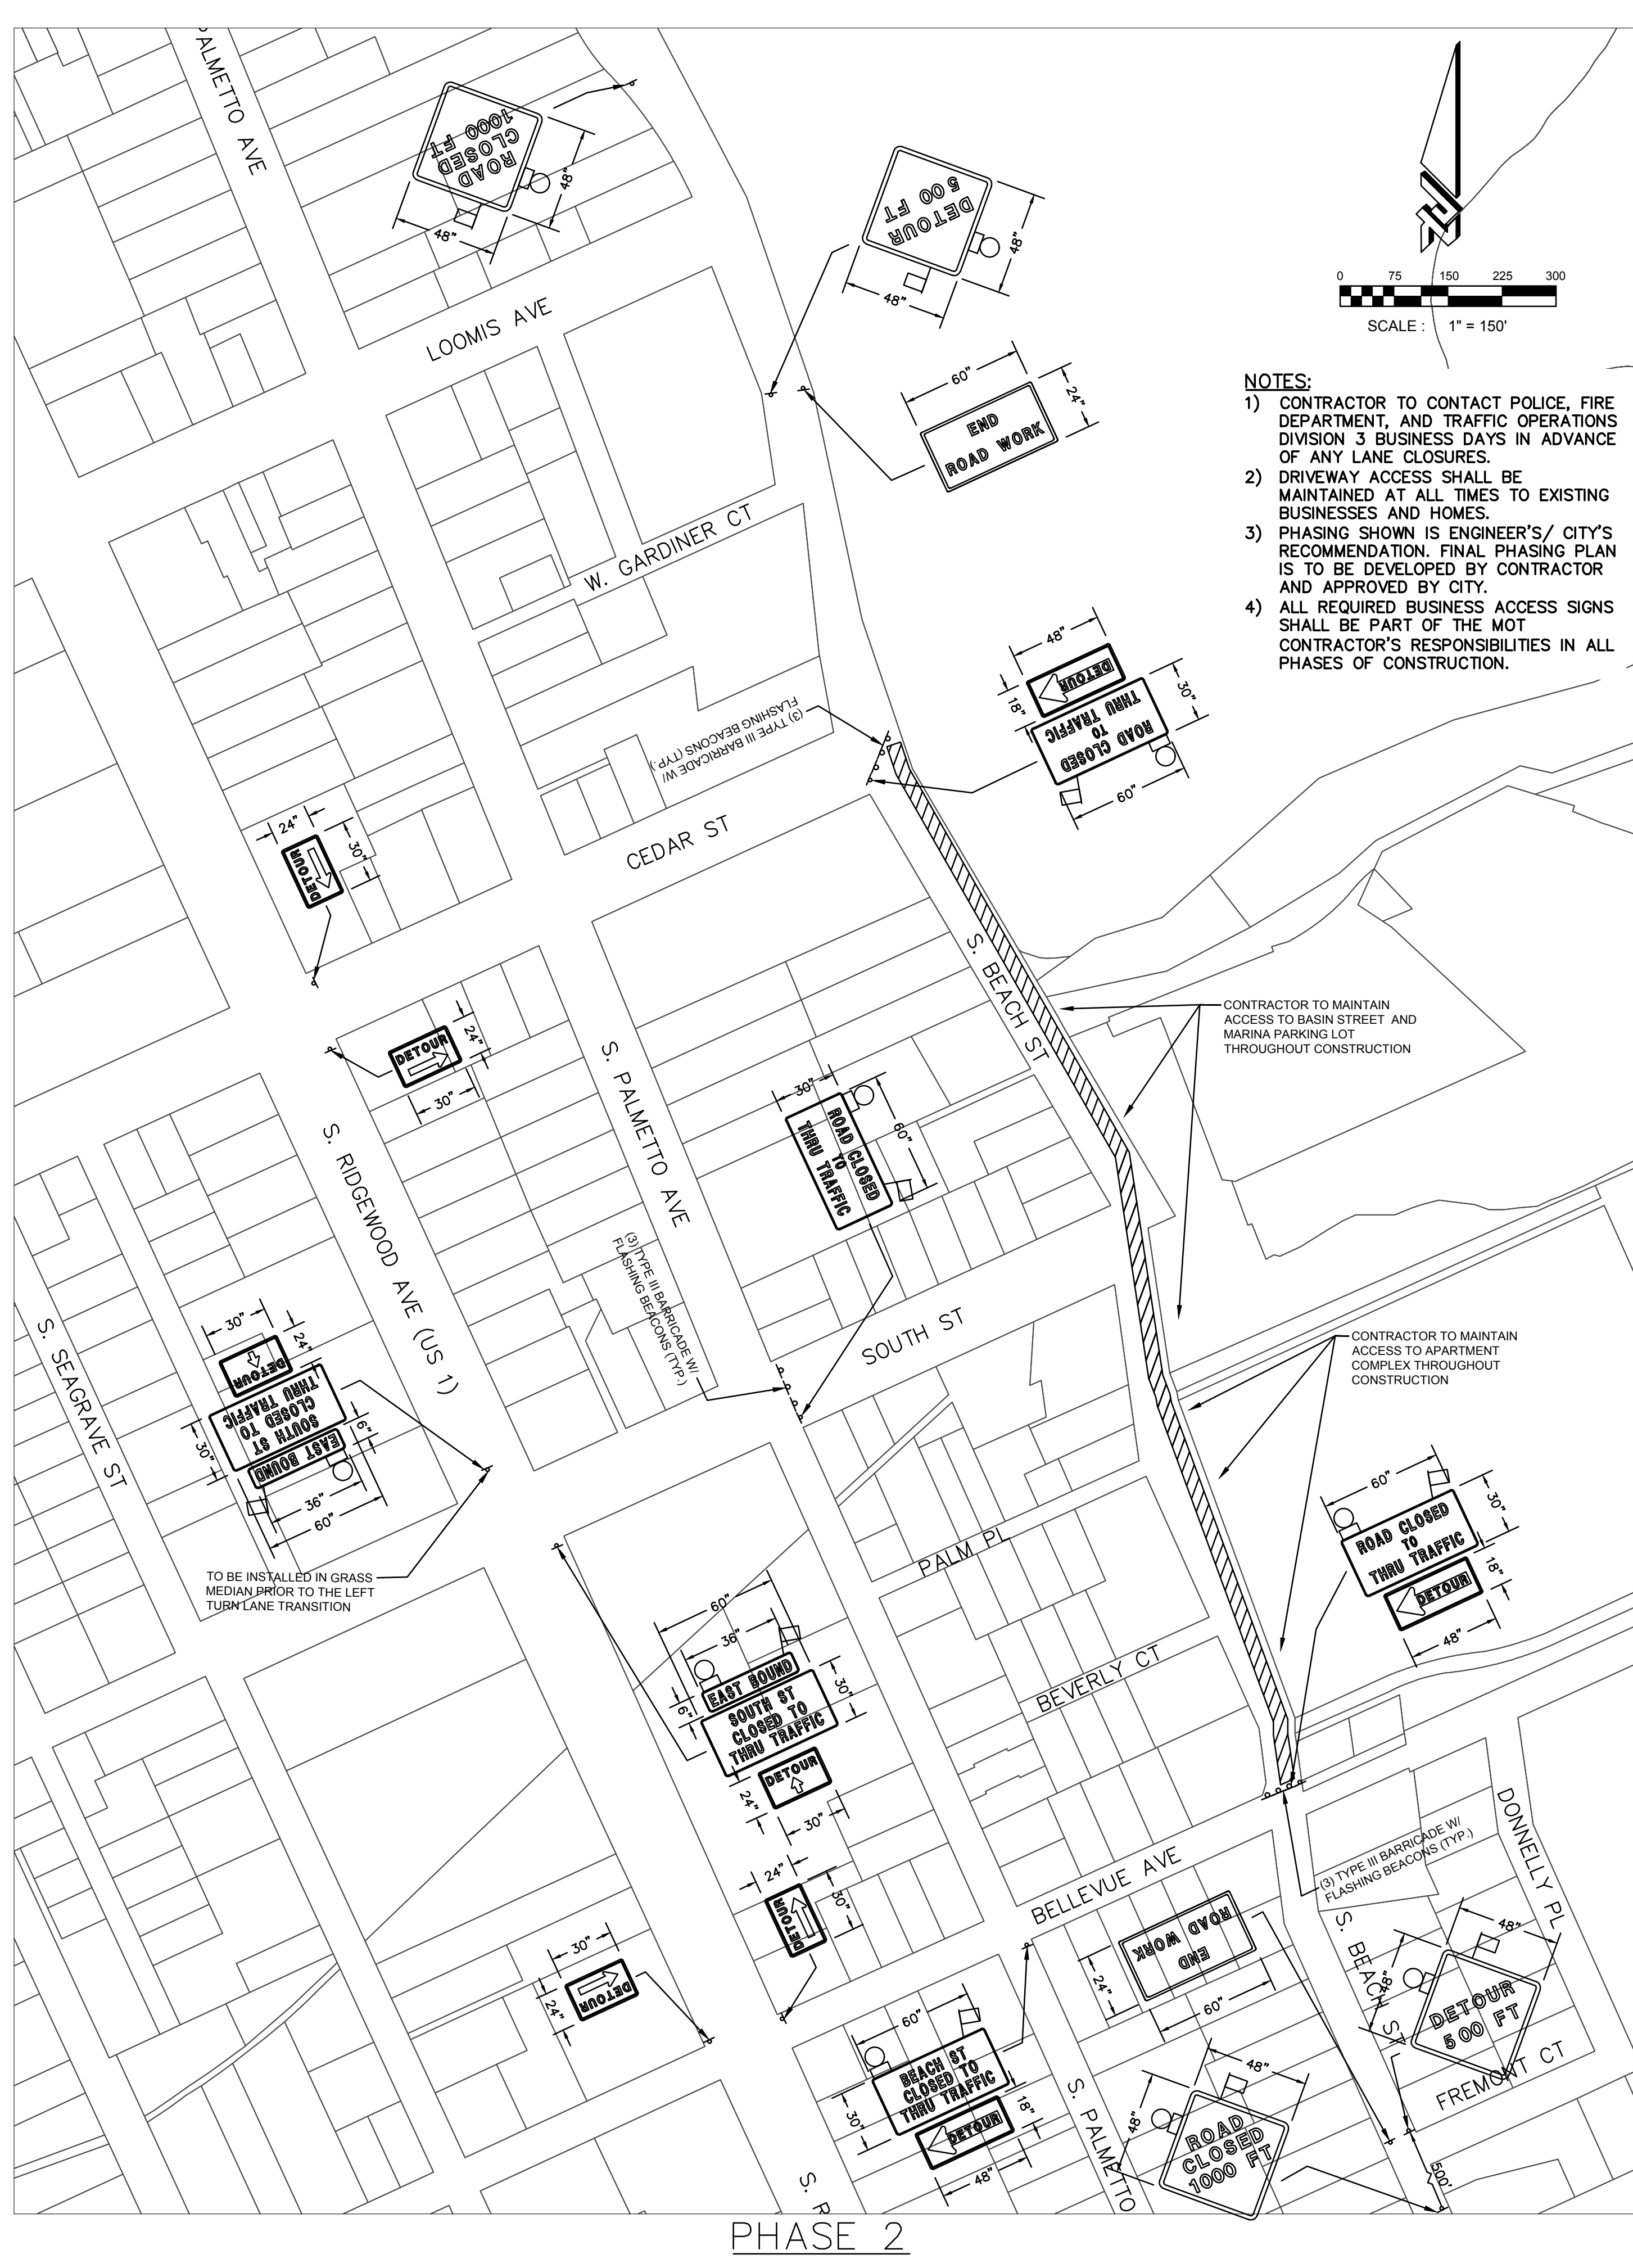 PALMETTO AVE
ROAD
CLOSED
1000 FT
48"
48"
DETOUR
500 FT
48"
48"
0 75 150 225 300
SCALE : 1" = 150'
LOOMIS AVE
60"
24"
END
ROAD WORK
NOTES:
1) CONTRACTOR TO CONTACT POLICE, FIRE
DEPARTMENT, AND TRAFFIC OPERATIONS
DIVISION 3 BUSINESS DAYS IN ADVANCE
OF ANY LANE CLOSURES.
2) DRIVEWAY ACCESS SHALL BE
MAINTAINED AT ALL TIMES TO EXISTING
BUSINESSES AND HOMES.
3) PHASING SHOWN IS ENGINEER'S/ CITY'S
RECOMMENDATION. FINAL PHASING PLAN
IS TO BE DEVELOPED BY CONTRACTOR
AND APPROVED BY CITY.
4) ALL REQUIRED BUSINESS ACCESS SIGNS
SHALL BE PART OF THE MOT
CONTRACTOR'S RESPONSIBILITIES IN ALL
PHASES OF CONSTRUCTION.
W. GARDINER CT
48"
18"
DETOUR
30"
ROAD CLOSED
TO
THRU TRAFFIC
60"
(3) TYPE III BARRICADE W/
FLASHING BEACONS (TYP.)
CEDAR ST
24"
30"
DETOUR
S. BEACH ST
DETOUR
24"
30"
CONTRACTOR TO MAINTAIN
ACCESS TO BASIN STREET AND
MARINA PARKING LOT
THROUGHOUT CONSTRUCTION
S. PALMETTO AVE
30"
60"
ROAD CLOSED
TO
THRU TRAFFIC
S. RIDGEWOOD AVE (US 1)
(3) TYPE III BARRICADE W/
FLASHING BEACONS (TYP.)
SOUTH ST
S. SEAGRAVE ST
30"
24"
DETOUR
EAST BOUND
SOUTH ST
CLOSED TO
THRU TRAFFIC
30"
6"
36"
60"
CONTRACTOR TO MAINTAIN
ACCESS TO APARTMENT
COMPLEX THROUGHOUT
CONSTRUCTION
TO BE INSTALLED IN GRASS
MEDIAN PRIOR TO THE LEFT
TURN LANE TRANSITION
PALM PL
60"
30"
ROAD CLOSED
TO
THRU TRAFFIC
18"
DETOUR
48"
60"
36"
6"
EAST BOUND
30"
SOUTH ST
CLOSED TO
THRU TRAFFIC
DETOUR
24"
30"
BEVERLY CT
DONNELLY PL
BELLEVUE AVE
(3) TYPE III BARRICADE W/
FLASHING BEACONS (TYP.)
24"
30"
DETOUR
END
ROAD WORK
24"
60"
S. BEACH ST
48"
48"
DETOUR
500 FT
30"
24"
DETOUR
60"
BEACH ST
CLOSED TO
THRU TRAFFIC
30"
18"
DETOUR
48"
S. PALMETTO
48"
48"
ROAD
CLOSED
1000 FT
FREMONT CT
500'
S. R
PHASE 2